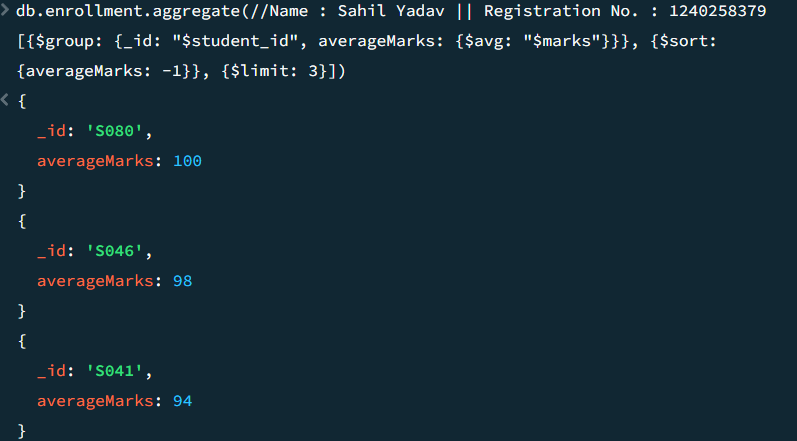 > db.enrollment.aggregate(//Name : Sahil Yadav || Registration No. : 1240258379
[{$group: {_id: "$student_id", averageMarks: {$avg: "$marks"}}}, {$sort:
{averageMarks: -1}}, {$limit: 3}])
< {
_id: 'S080',
averageMarks: 100
}
{
_id: 'S046',
averageMarks: 98
}
{
_id: 'S041',
averageMarks: 94
}